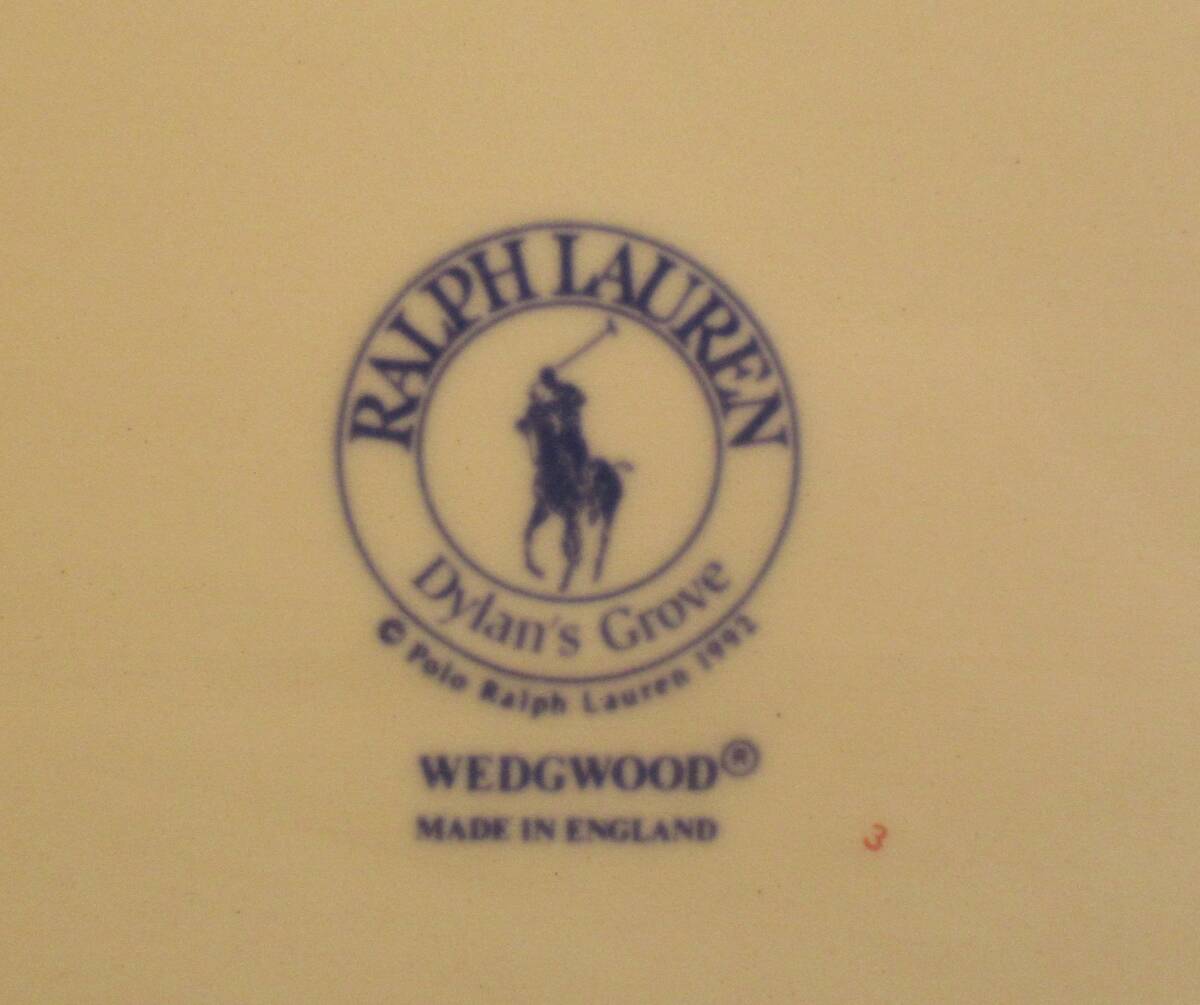 RALPH LAUREN
Dylan's Grove
© Polo Ralph Lauren 1992
WEDGWOOD®
MADE IN ENGLAND
3